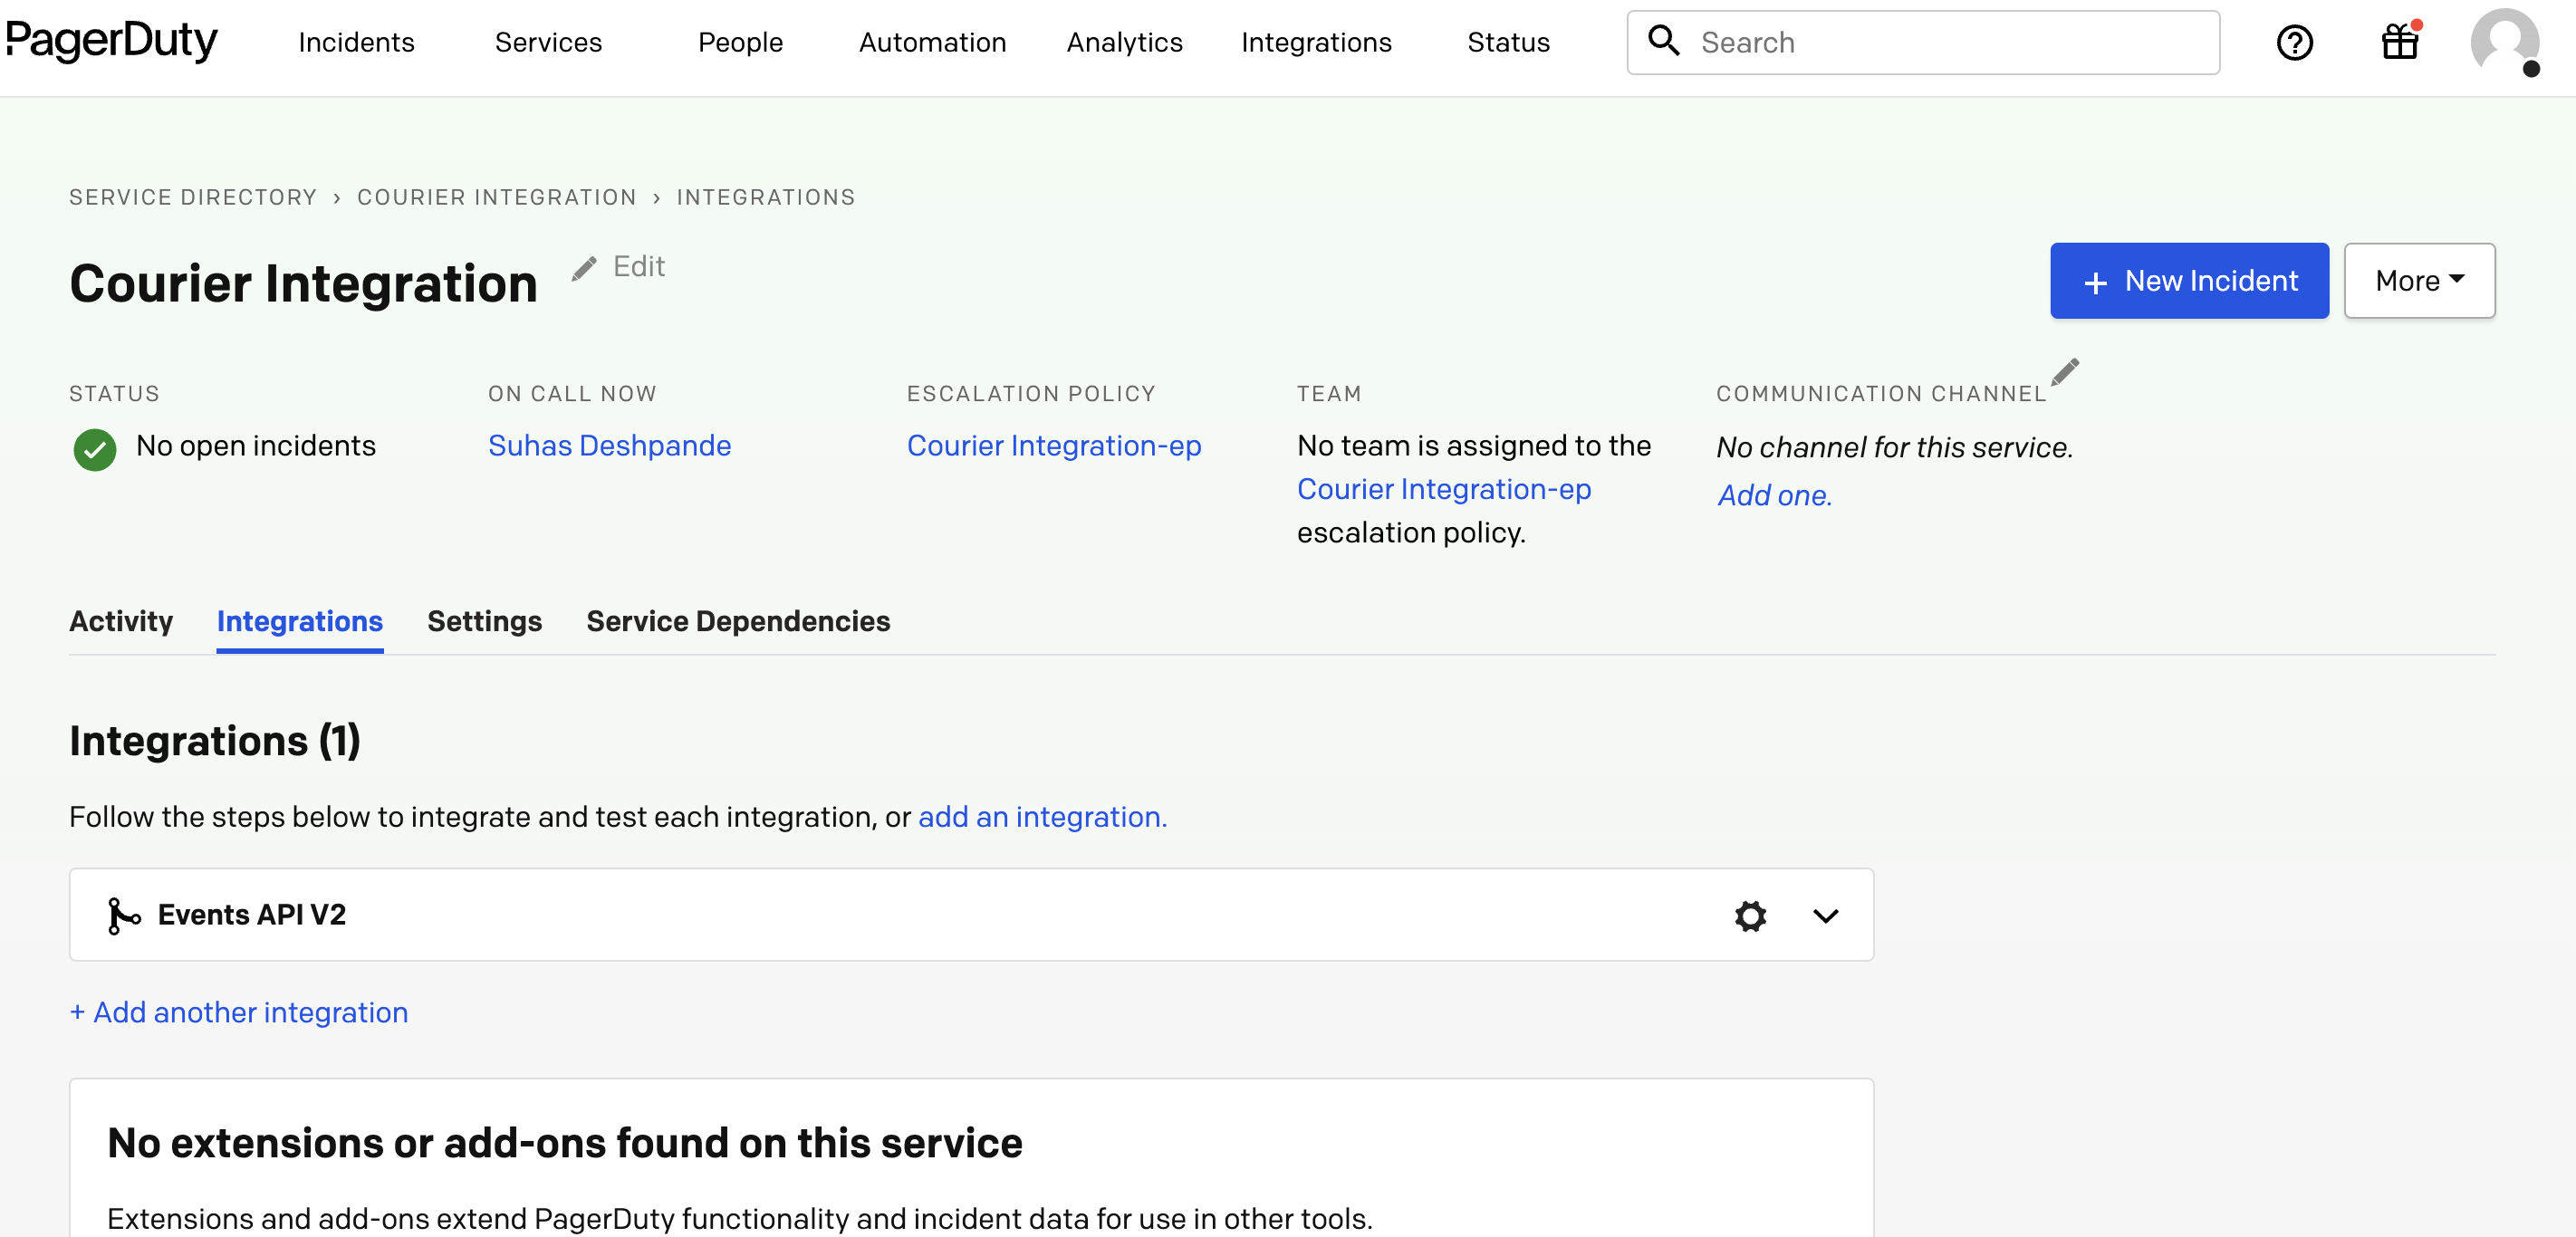 PagerDuty Incidents Services People Automation Analytics Integrations Status Search
SERVICE DIRECTORY › COURIER INTEGRATION › INTEGRATIONS
Courier Integration Edit
+ New Incident More
STATUS
No open incidents
ON CALL NOW
Suhas Deshpande
ESCALATION POLICY
Courier Integration-ep
TEAM
No team is assigned to the
Courier Integration-ep
escalation policy.
COMMUNICATION CHANNEL
No channel for this service.
Add one.
Activity Integrations Settings Service Dependencies
Integrations (1)
Follow the steps below to integrate and test each integration, or add an integration.
Events API V2
+ Add another integration
No extensions or add-ons found on this service
Extensions and add-ons extend PagerDuty functionality and incident data for use in other tools.